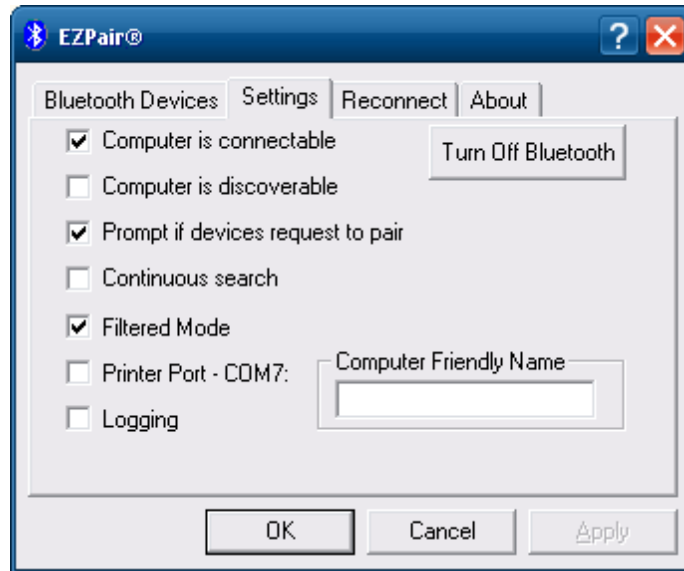 EZPair®
Bluetooth Devices Settings Reconnect About
Computer is connectable
Turn Off Bluetooth
Computer is discoverable
Prompt if devices request to pair
Continuous search
Filtered Mode
Printer Port - COM7:
Computer Friendly Name
Logging
OK Cancel Apply